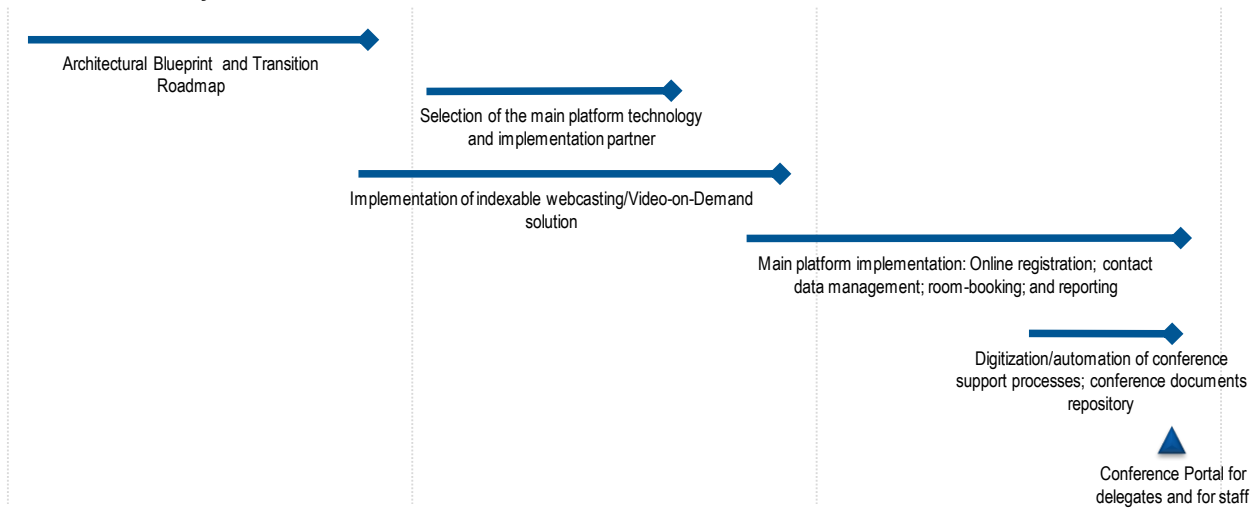 Architectural Blueprint and Transition
Roadmap
Selection of the main platform technology
and implementation partner
Implementation of indexable webcasting/Video-on-Demand
solution
Main platform implementation: Online registration; contact
data management; room-booking; and reporting
Digitization/automation of conference
support processes; conference documents
repository
Conference Portal for
delegates and for staff